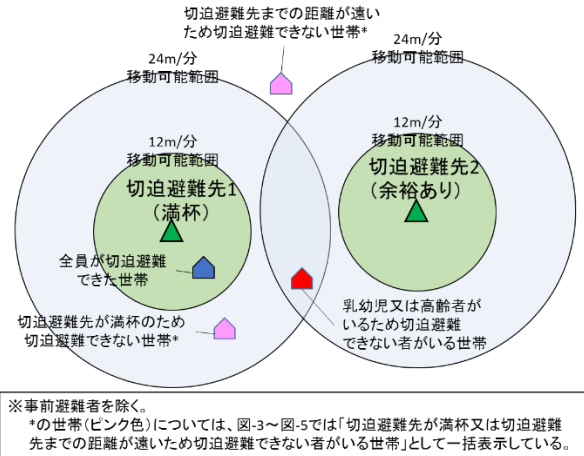 切迫避難先までの距離が遠い
ため切迫避難できない世帯*
24m/分
移動可能範囲
24m/分
移動可能範囲
12m/分
移動可能範囲
12m/分
移動可能範囲
切迫避難先1
(満杯)
切迫避難先2
(余裕あり)
全員が切迫避難
できた世帯
切迫避難先が満杯のため
切迫避難できない世帯*
乳幼児又は高齢者が
いるため切迫避難
できない者がいる世帯
※事前避難者を除く。
*の世帯(ピンク色)については、図-3～図-5では「切迫避難先が満杯又は切迫避難
先までの距離が遠いため切迫避難できない者がいる世帯」として一括表示している。